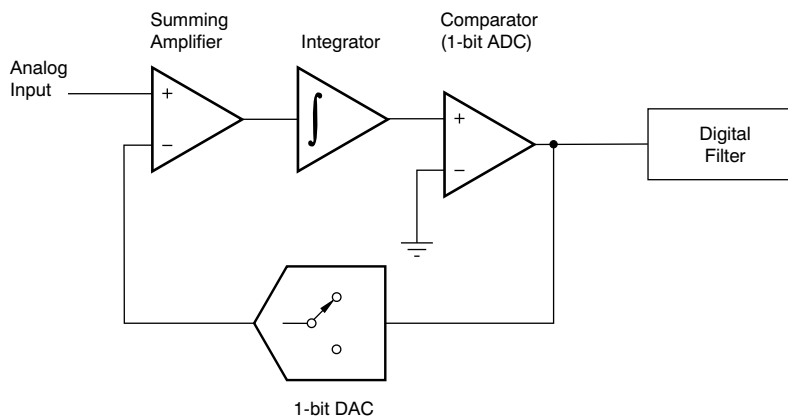 Summing
Amplifier
Integrator
Comparator
(1-bit ADC)
Analog
Input
+
−
∫
+
−
Digital
Filter
1-bit DAC